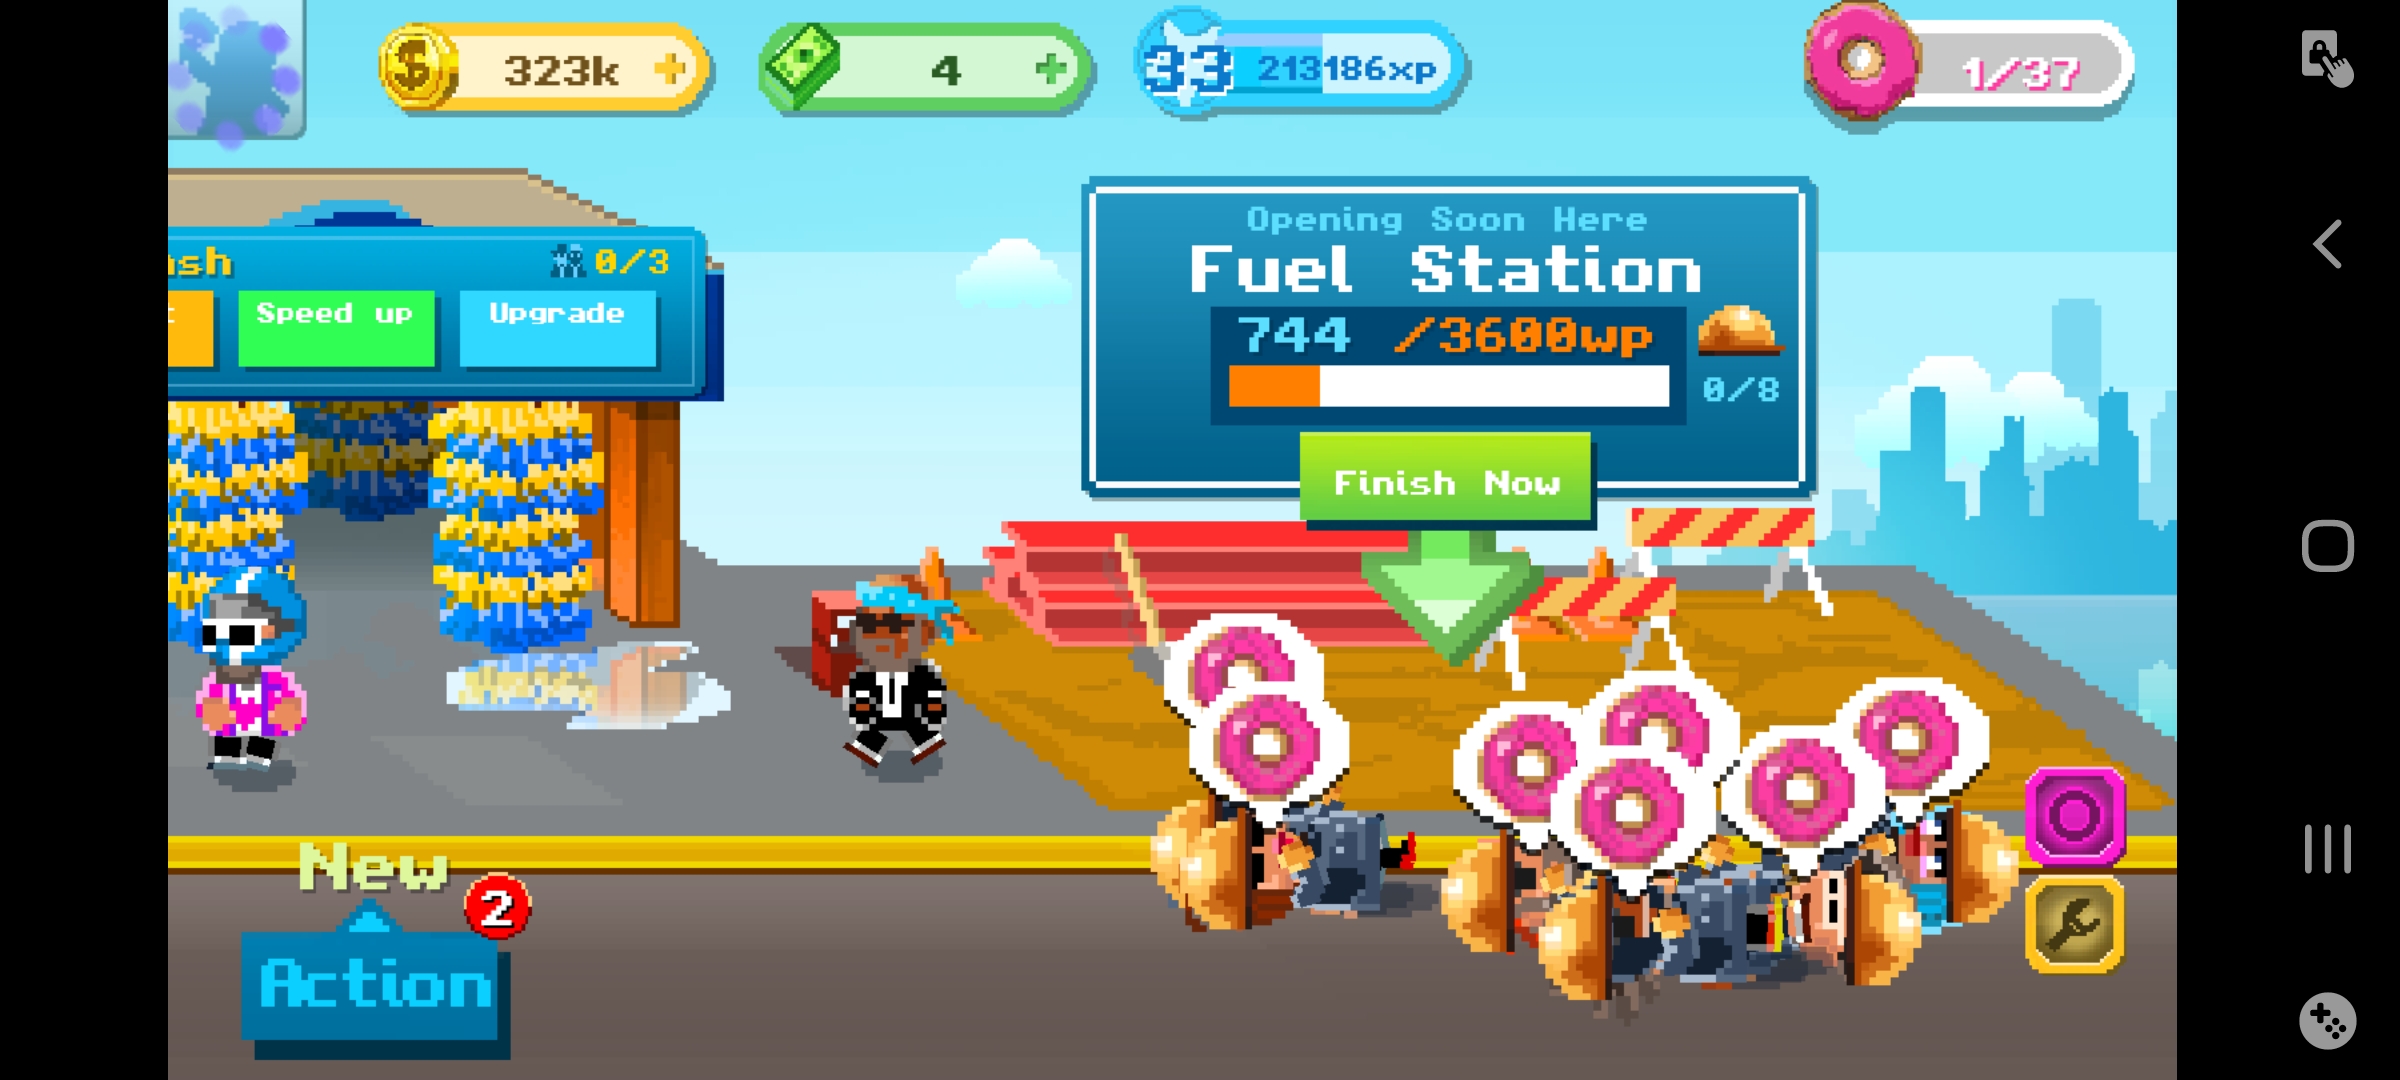 323k
4
33
213186xp
1/37
0/3
Speed up
Upgrade
Opening Soon Here
Fuel Station
744 /3600wp
0/8
Finish Now
New
2
Action